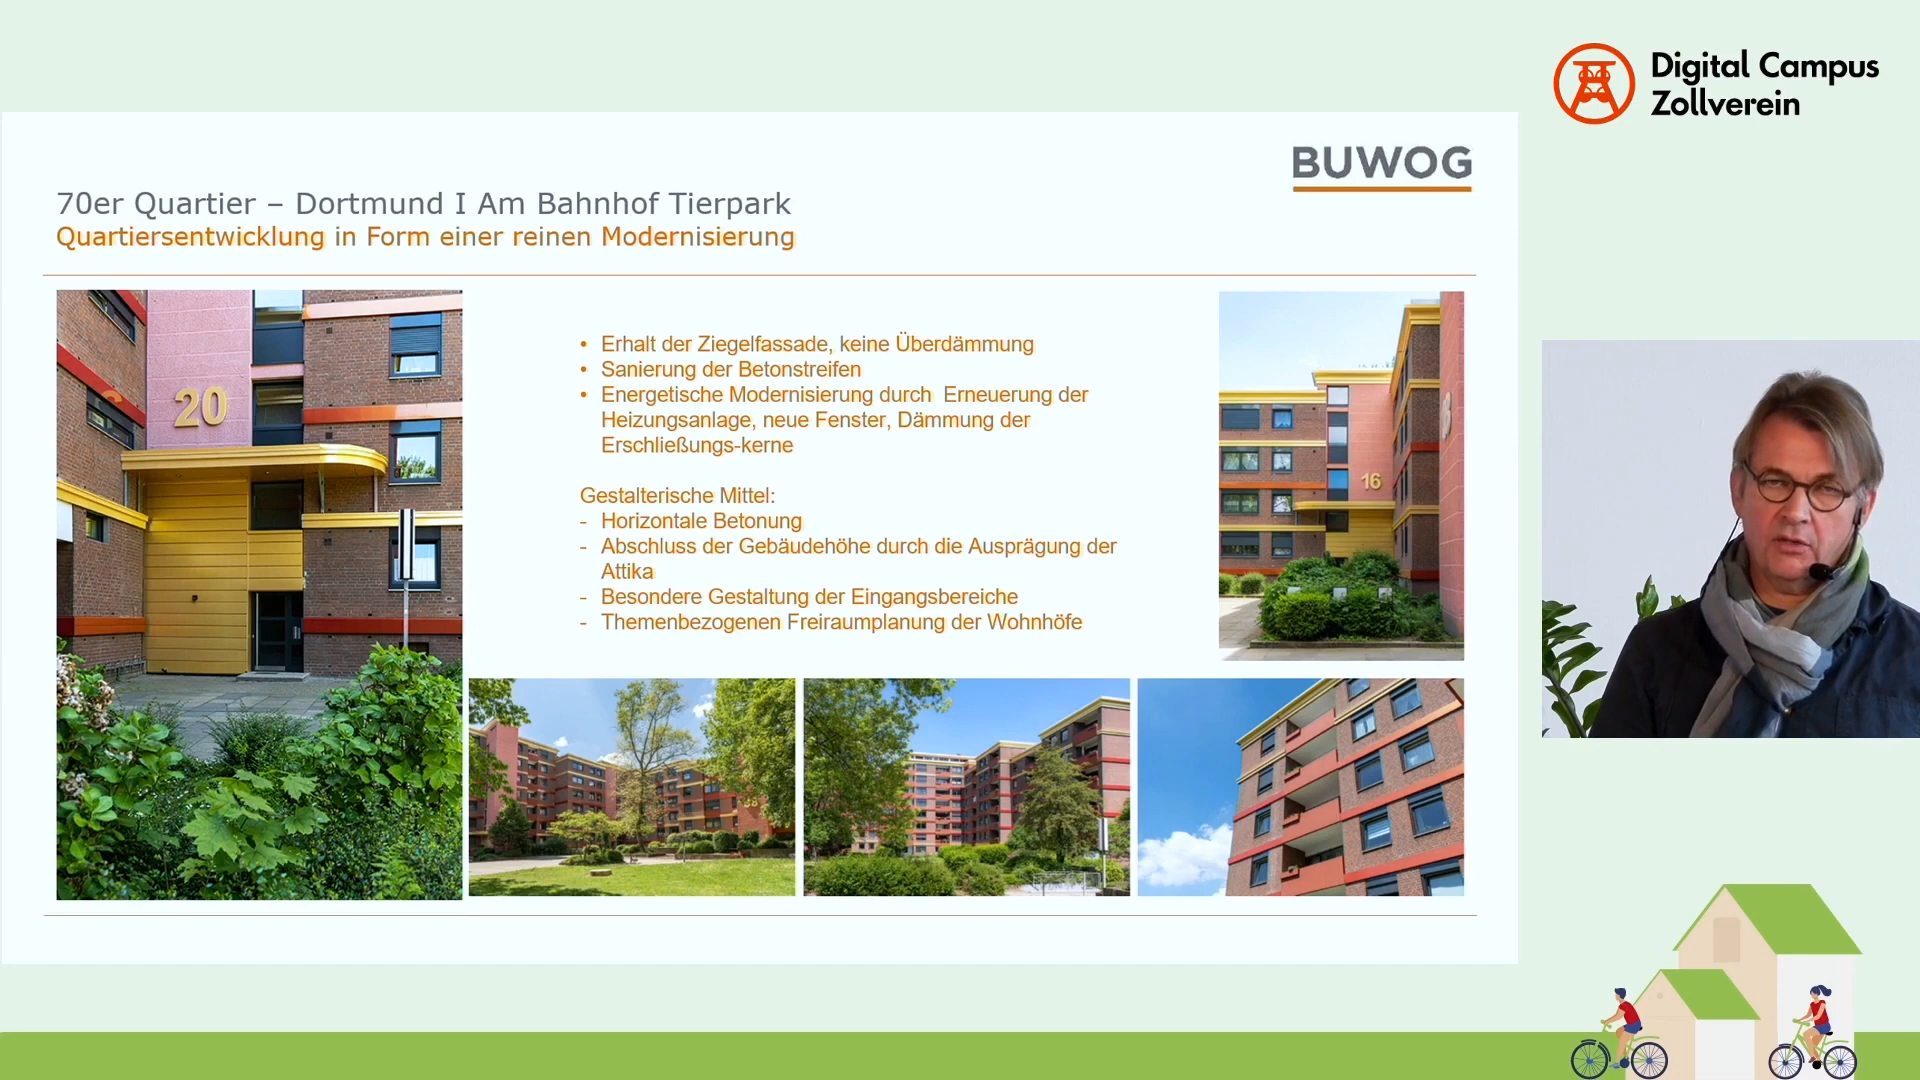 Digital Campus
Zollverein
BUWOG
70er Quartier – Dortmund I Am Bahnhof Tierpark
Quartiersentwicklung in Form einer reinen Modernisierung
• Erhalt der Ziegelfassade, keine Überdämmung
• Sanierung der Betonstreifen
• Energetische Modernisierung durch  Erneuerung der
Heizungsanlage, neue Fenster, Dämmung der
Erschließungs-kerne
Gestalterische Mittel:
- Horizontale Betonung
- Abschluss der Gebäudehöhe durch die Ausprägung der
Attika
- Besondere Gestaltung der Eingangsbereiche
- Themenbezogenen Freiraumplanung der Wohnhöfe
20
16